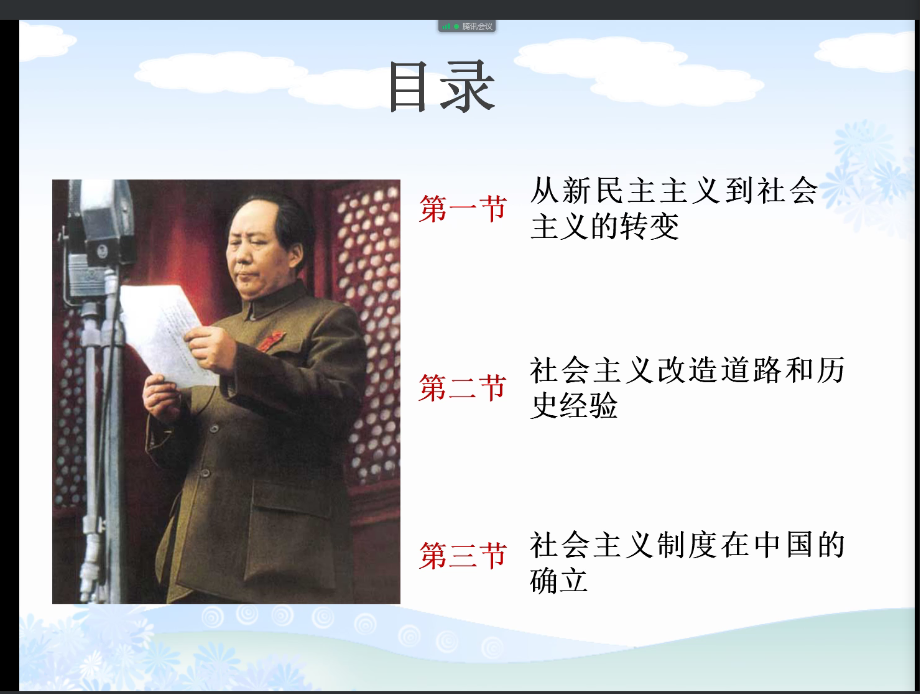 腾讯会议
目录
第一节
从新民主主义到社会
主义的转变
第二节
社会主义改造道路和历
史经验
第三节
社会主义制度在中国的
确立